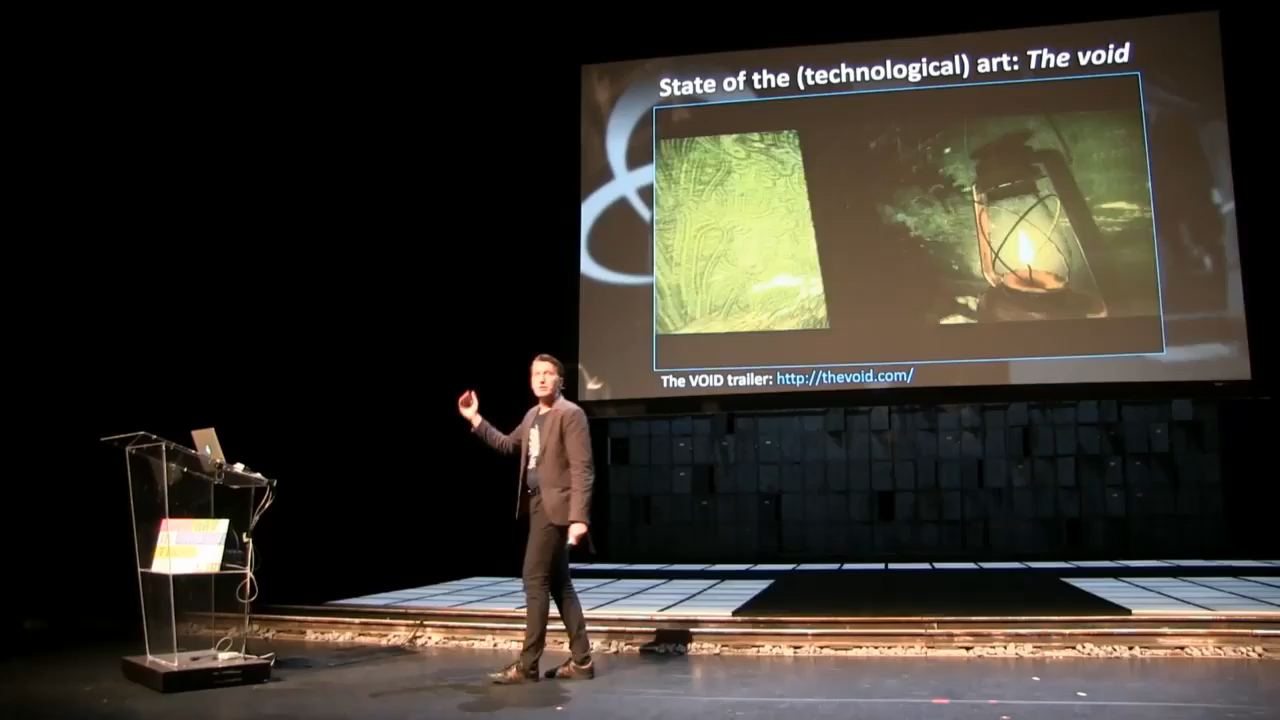 State of the (technological) art: The void
The VOID trailer: http://thevoid.com/